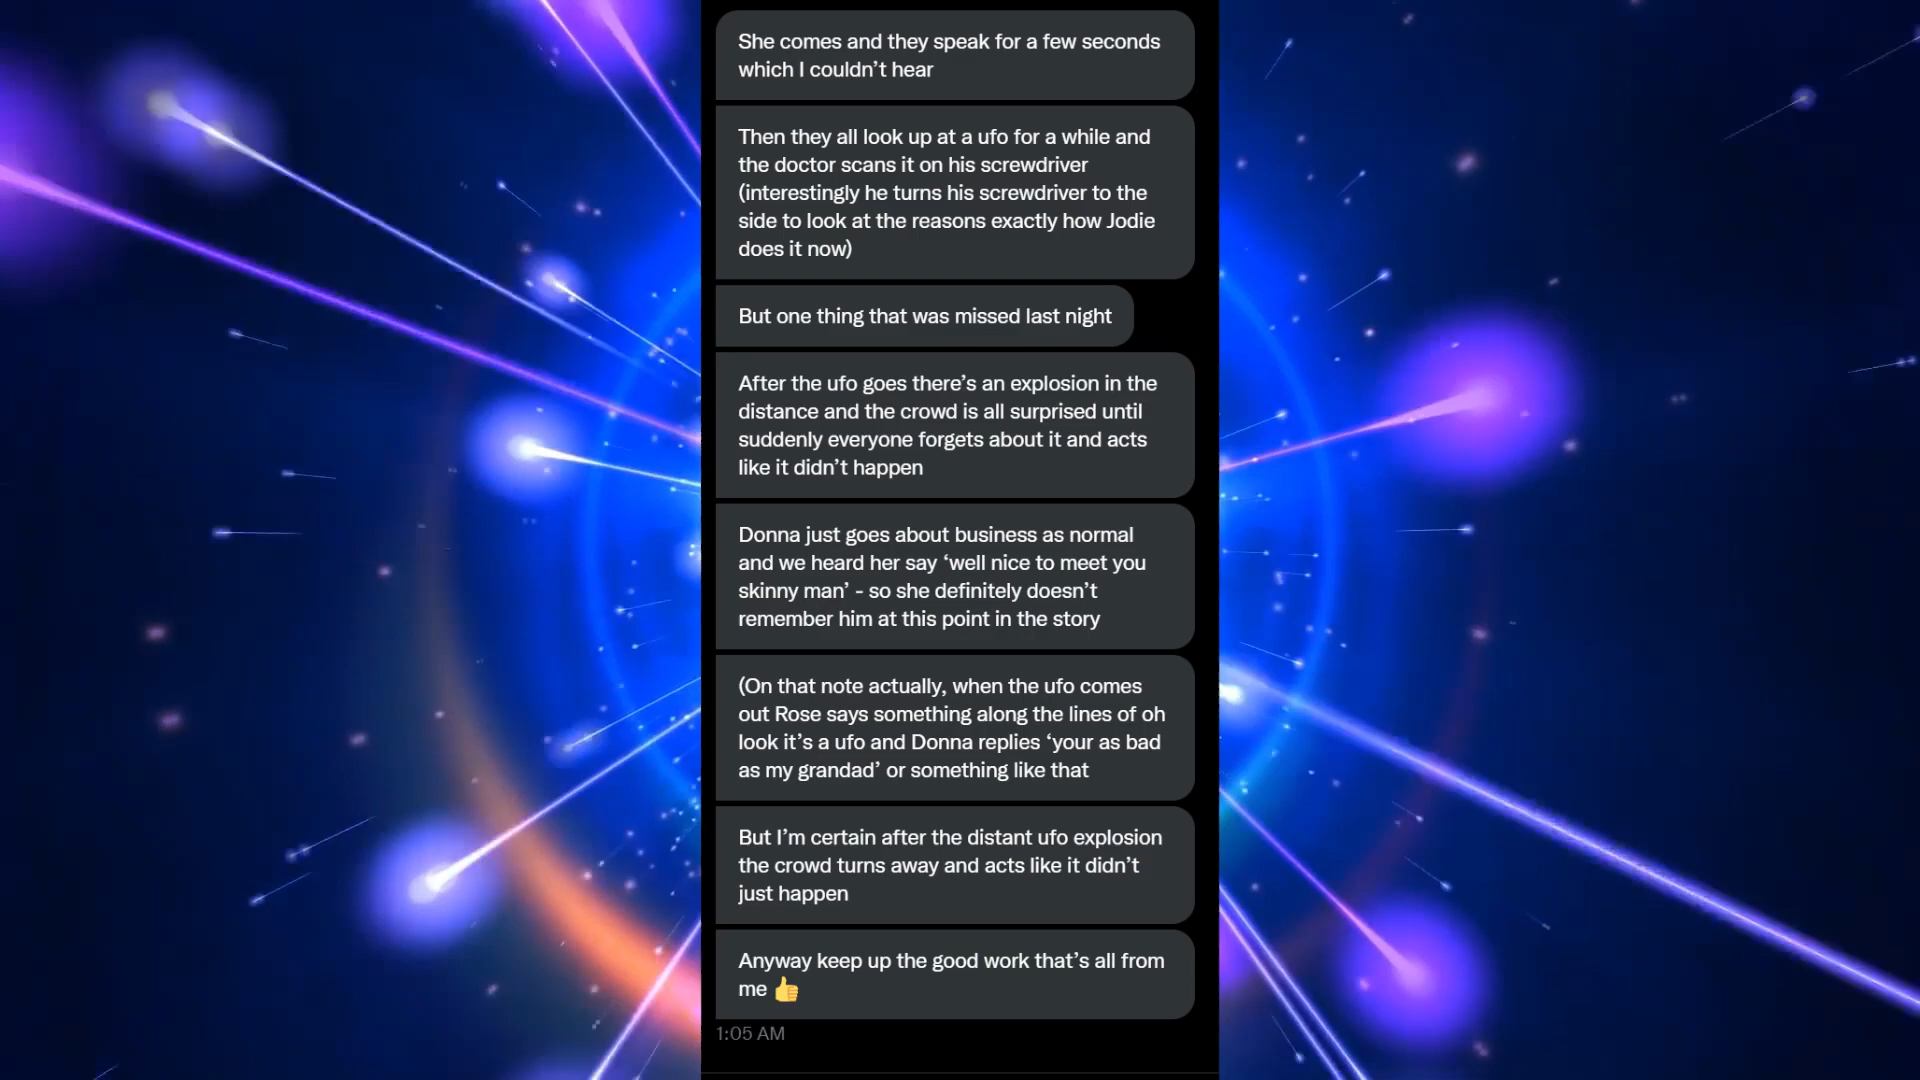 She comes and they speak for a few seconds
which I couldn’t hear
Then they all look up at a ufo for a while and
the doctor scans it on his screwdriver
(interestingly he turns his screwdriver to the
side to look at the reasons exactly how Jodie
does it now)
But one thing that was missed last night
After the ufo goes there’s an explosion in the
distance and the crowd is all surprised until
suddenly everyone forgets about it and acts
like it didn’t happen
Donna just goes about business as normal
and we heard her say ‘well nice to meet you
skinny man’ - so she definitely doesn’t
remember him at this point in the story
(On that note actually, when the ufo comes
out Rose says something along the lines of oh
look it’s a ufo and Donna replies ‘your as bad
as my grandad’ or something like that
But I’m certain after the distant ufo explosion
the crowd turns away and acts like it didn’t
just happen
Anyway keep up the good work that’s all from
me 👍
1:05 AM